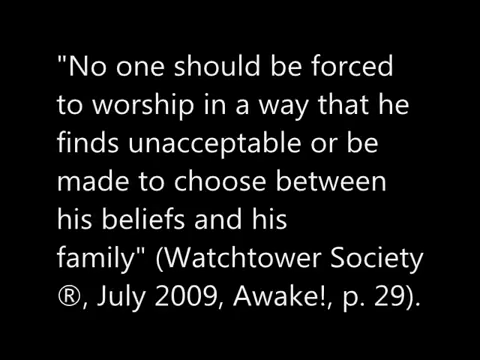 "No one should be forced
to worship in a way that he
finds unacceptable or be
made to choose between
his beliefs and his
family" (Watchtower Society
®, July 2009, Awake!, p. 29).